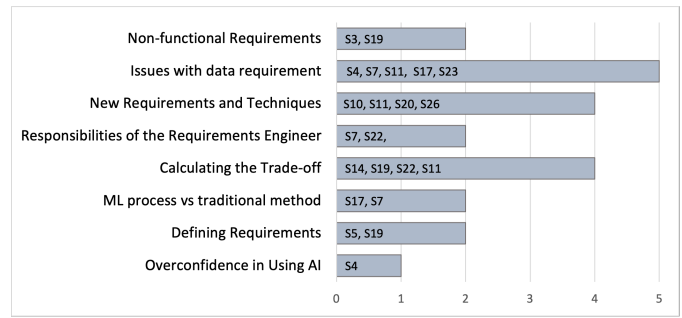 Non-functional Requirements S3, S19
Issues with data requirement S4, S7, S11, S17, S23
New Requirements and Techniques S10, S11, S20, S26
Responsibilities of the Requirements Engineer S7, S22,
Calculating the Trade-off S14, S19, S22, S11
ML process vs traditional method S17, S7
Defining Requirements S5, S19
Overconfidence in Using AI S4
0 1 2 3 4 5